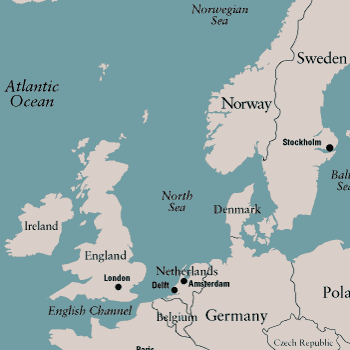 Norwegian
Sea
Sweden
Atlantic
Ocean
Norway
Stockholm
Balt
Sea
North
Sea
Denmark
Ireland
England
London
Netherlands
Delft
Amsterdam
English Channel
Belgium
Germany
Pola
Czech Republic
Paris